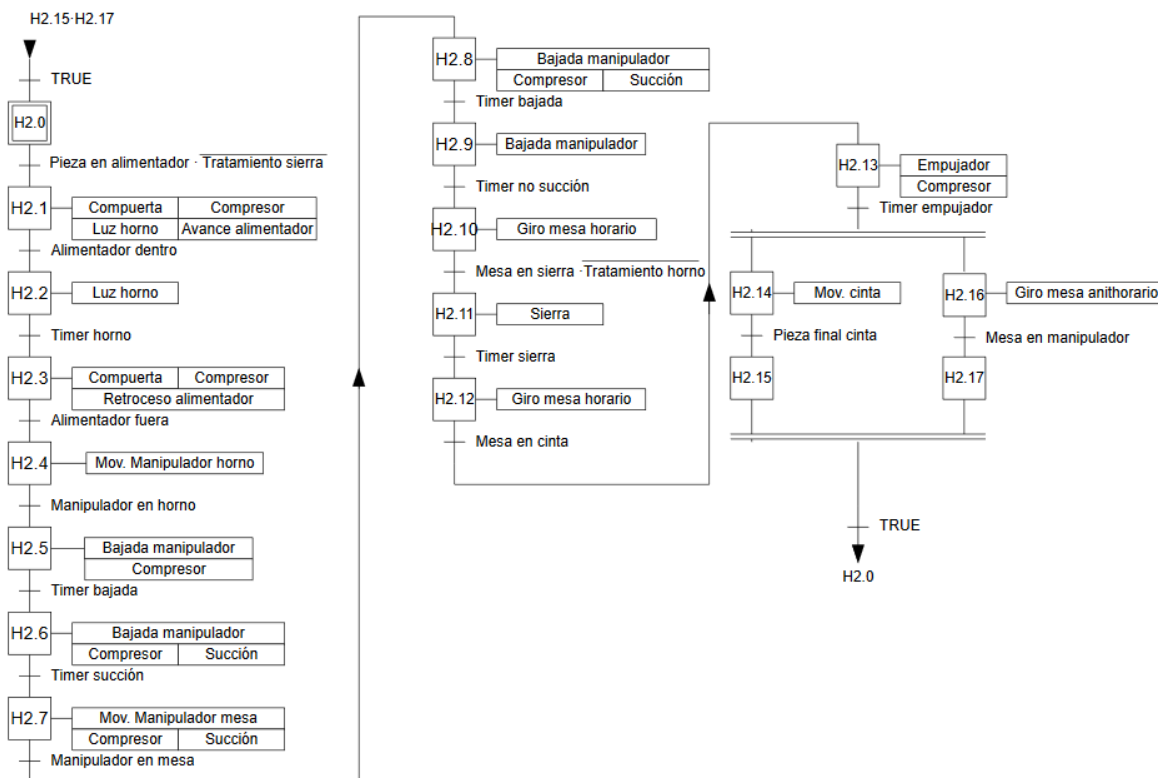 H2.15·H2.17
TRUE
H2.0
Pieza en alimentador · Tratamiento sierra
H2.1
Compuerta
Compresor
Luz horno
Avance alimentador
Alimentador dentro
H2.2
Luz horno
Timer horno
H2.3
Compuerta
Compresor
Retroceso alimentador
Alimentador fuera
H2.4
Mov. Manipulador horno
Manipulador en horno
H2.5
Bajada manipulador
Compresor
Timer bajada
H2.6
Bajada manipulador
Compresor
Succión
Timer succión
H2.7
Mov. Manipulador mesa
Compresor
Succión
Manipulador en mesa
H2.8
Bajada manipulador
Compresor
Succión
Timer bajada
H2.9
Bajada manipulador
Timer no succión
H2.10
Giro mesa horario
Mesa en sierra ·Tratamiento horno
H2.11
Sierra
Timer sierra
H2.12
Giro mesa horario
Mesa en cinta
H2.13
Empujador
Compresor
Timer empujador
H2.14
Mov. cinta
Pieza final cinta
H2.15
H2.16
Giro mesa anithorario
Mesa en manipulador
H2.17
TRUE
H2.0